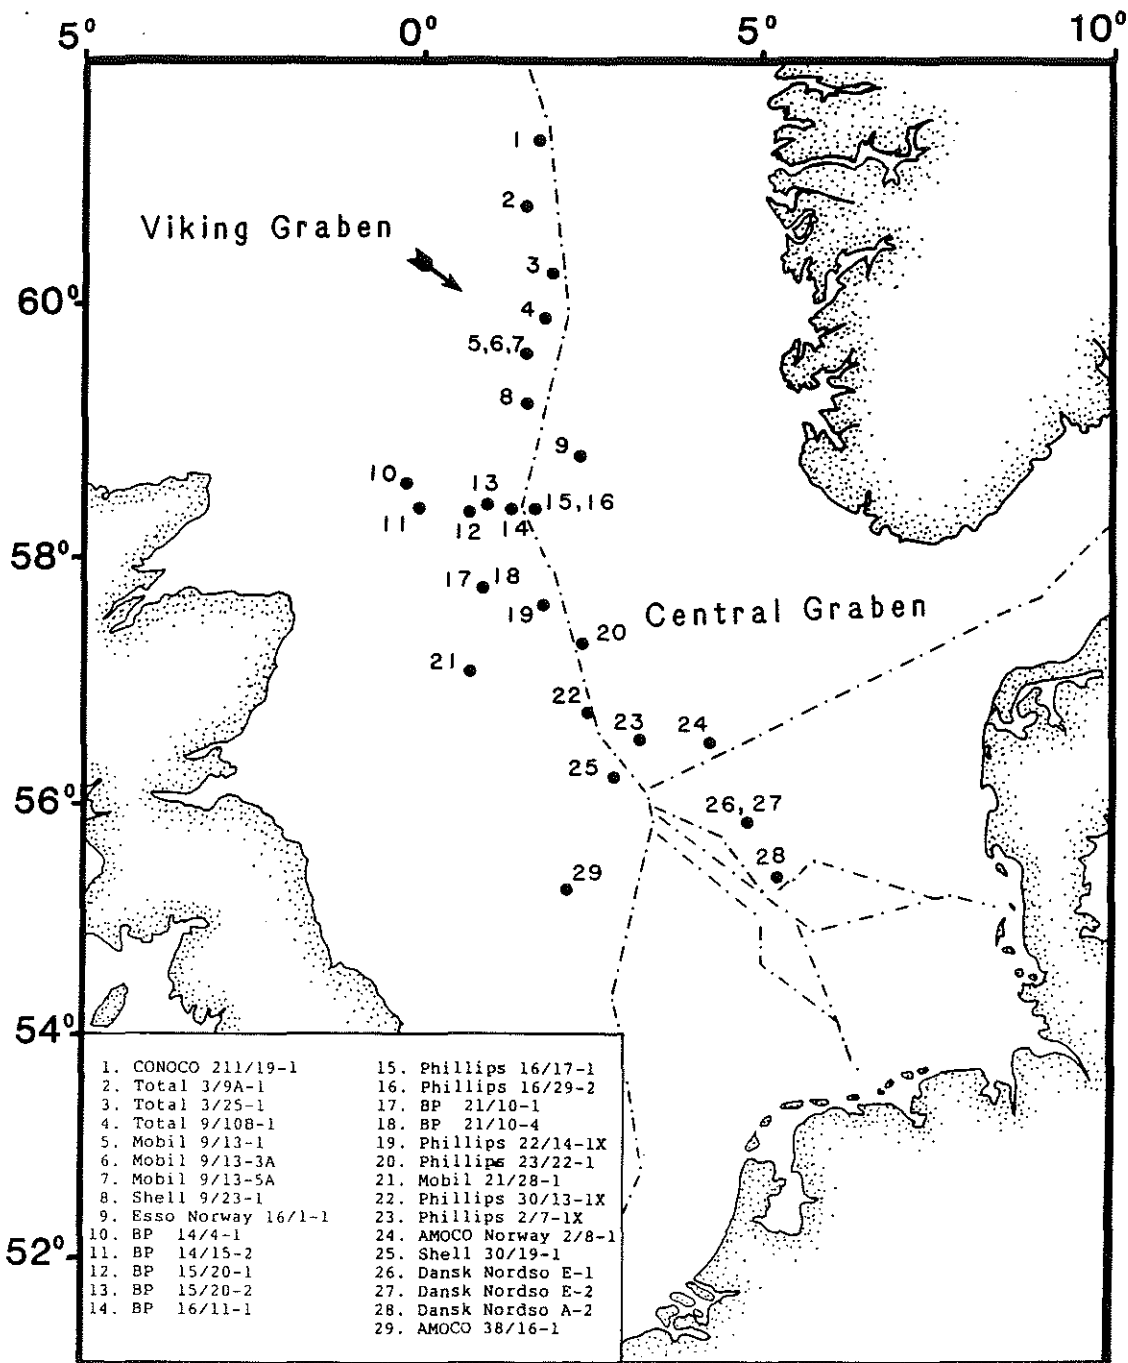 5⁰ 0⁰ 5⁰ 10⁰
1
2
Viking Graben
3
60⁰
4
5,6,7
8
9
10
13
15,16
11
12
14
58⁰
17 18
19
Central Graben
20
21
22
23 24
25
56⁰
26, 27
28
29
54⁰
52⁰
1. CONOCO 211/19-1
2. Total 3/9A-1
3. Total 3/25-1
4. Total 9/10B-1
5. Mobil 9/13-1
6. Mobil 9/13-3A
7. Mobil 9/13-5A
8. Shell 9/23-1
9. Esso Norway 16/1-1
10. BP 14/4-1
11. BP 14/15-2
12. BP 15/20-1
13. BP 15/20-2
14. BP 16/11-1
15. Phillips 16/17-1
16. Phillips 16/29-2
17. BP 21/10-1
18. BP 21/10-4
19. Phillips 22/14-1X
20. Phillips 23/22-1
21. Mobil 21/28-1
22. Phillips 30/13-1X
23. Phillips 2/7-1X
24. AMOCO Norway 2/8-1
25. Shell 30/19-1
26. Dansk Nordso E-1
27. Dansk Nordso E-2
28. Dansk Nordso A-2
29. AMOCO 38/16-1